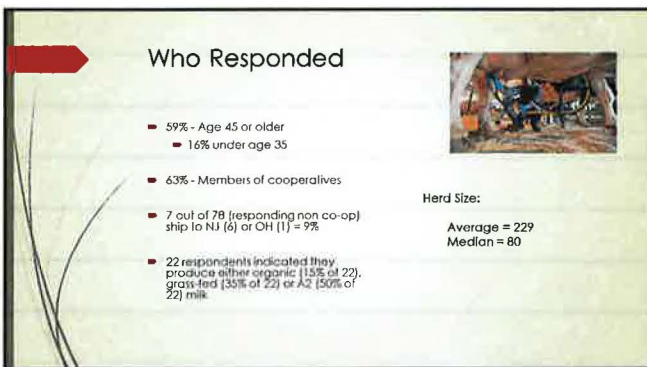 Who Responded
59% - Age 45 or older
16% under age 35
63% - Members of cooperatives
7 out of 78 (responding non co-op)
ship to NJ (6) or OH (1) = 9%
22 respondents indicated they
produce either organic (15% of 22),
grass-fed (35% of 22) or A2 (50% of
22) milk
Herd Size:
Average = 229
Median = 80